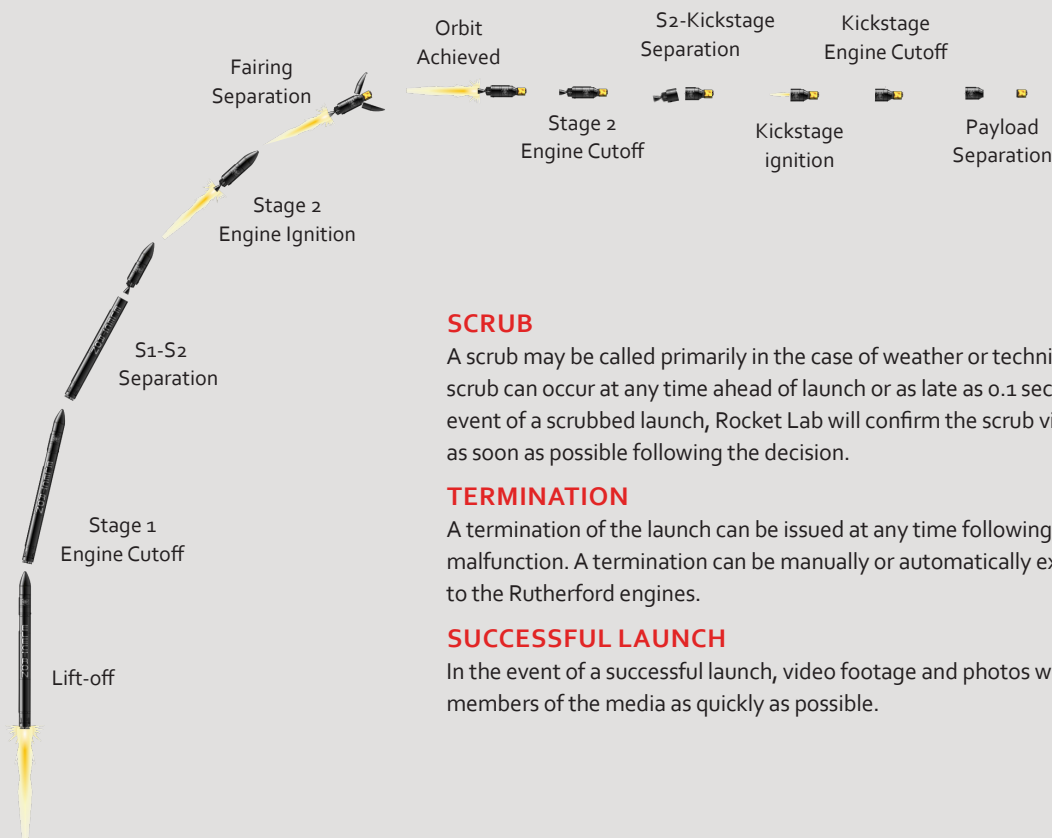 Orbit
Achieved
S2-Kickstage
Separation
Kickstage
Engine Cutoff
Fairing
Separation
Stage 2
Engine Cutoff
Kickstage
ignition
Payload
Separation
Stage 2
Engine Ignition
S1-S2
Separation
Stage 1
Engine Cutoff
Lift-off
SCRUB
A scrub may be called primarily in the case of weather or techni
scrub can occur at any time ahead of launch or as late as 0.1 sec
event of a scrubbed launch, Rocket Lab will confirm the scrub vi
as soon as possible following the decision.
TERMINATION
A termination of the launch can be issued at any time following
malfunction. A termination can be manually or automatically ex
to the Rutherford engines.
SUCCESSFUL LAUNCH
In the event of a successful launch, video footage and photos w
members of the media as quickly as possible.